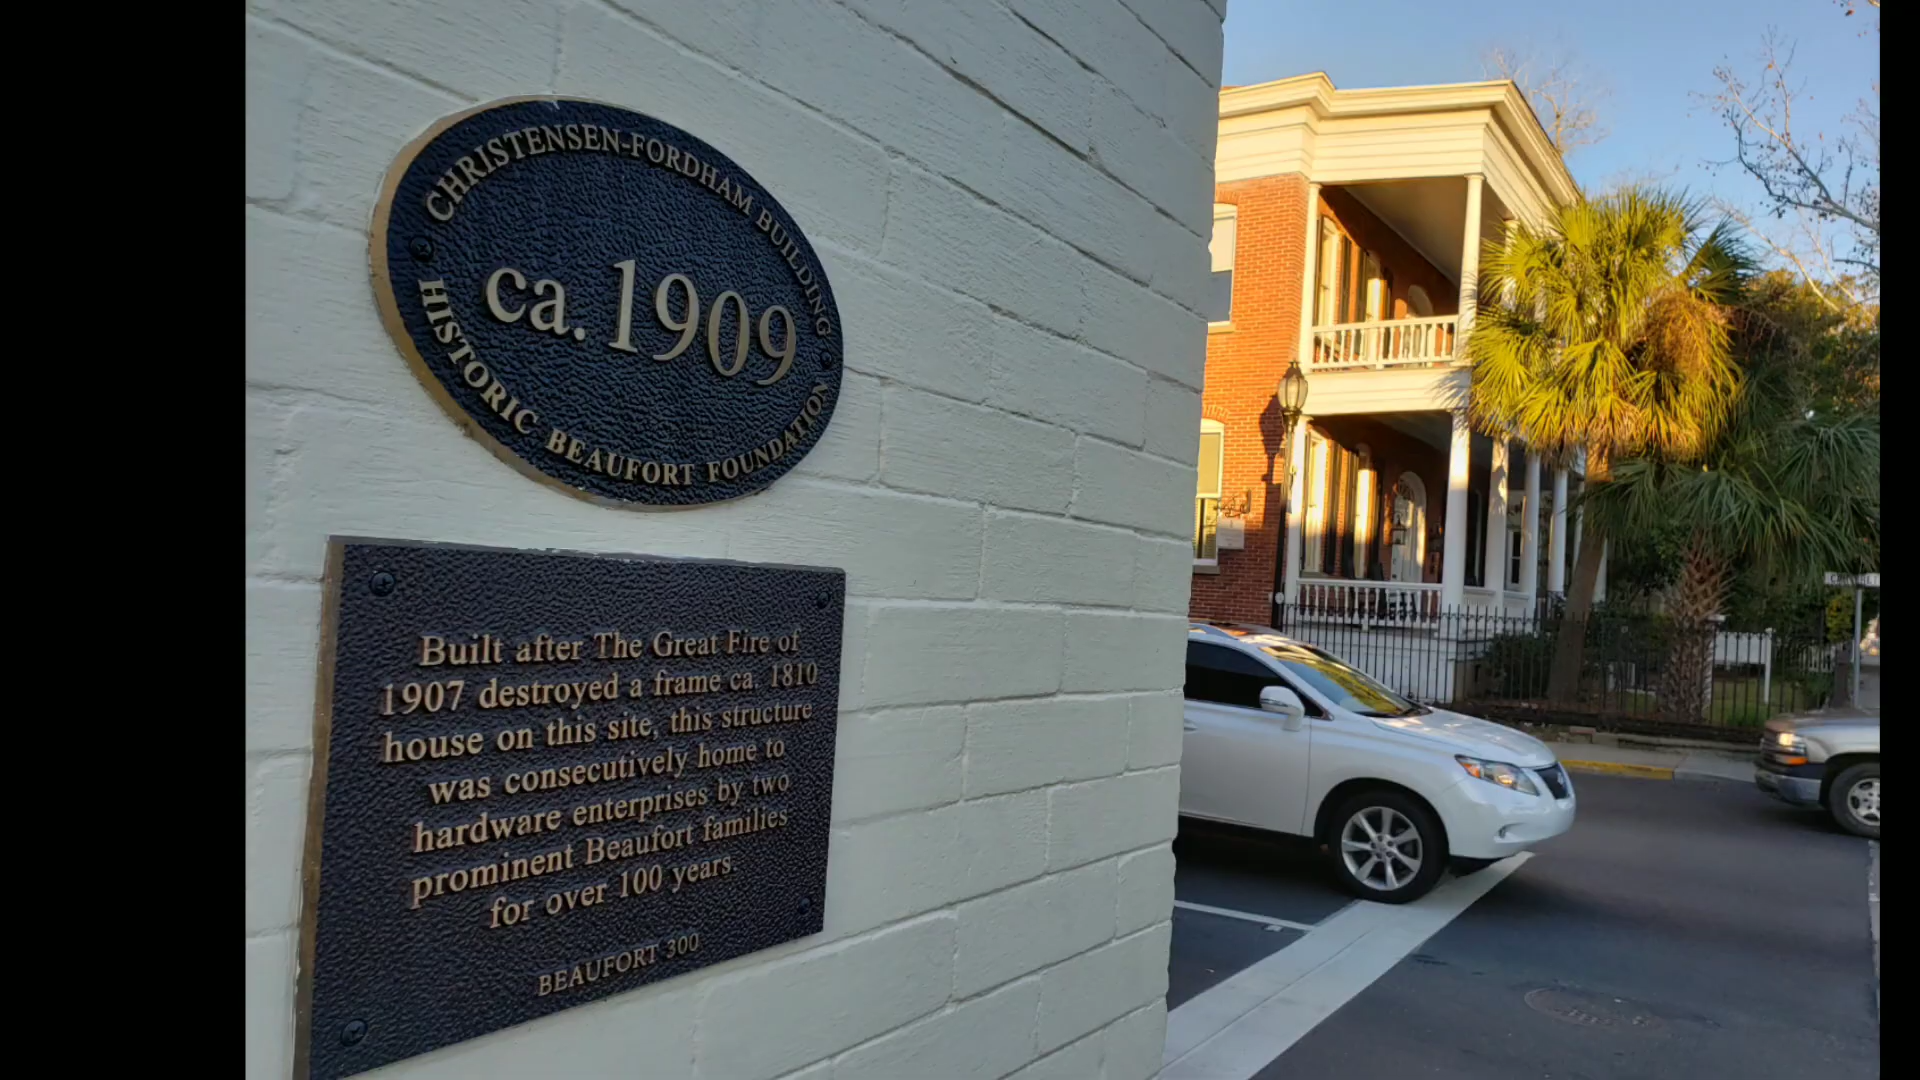 CHRISTENSEN-FORDHAM BUILDING
ca. 1909
HISTORIC BEAUFORT FOUNDATION
Built after The Great Fire of
1907 destroyed a frame ca. 1810
house on this site, this structure
was consecutively home to
hardware enterprises by two
prominent Beaufort families
for over 100 years.
BEAUFORT 300